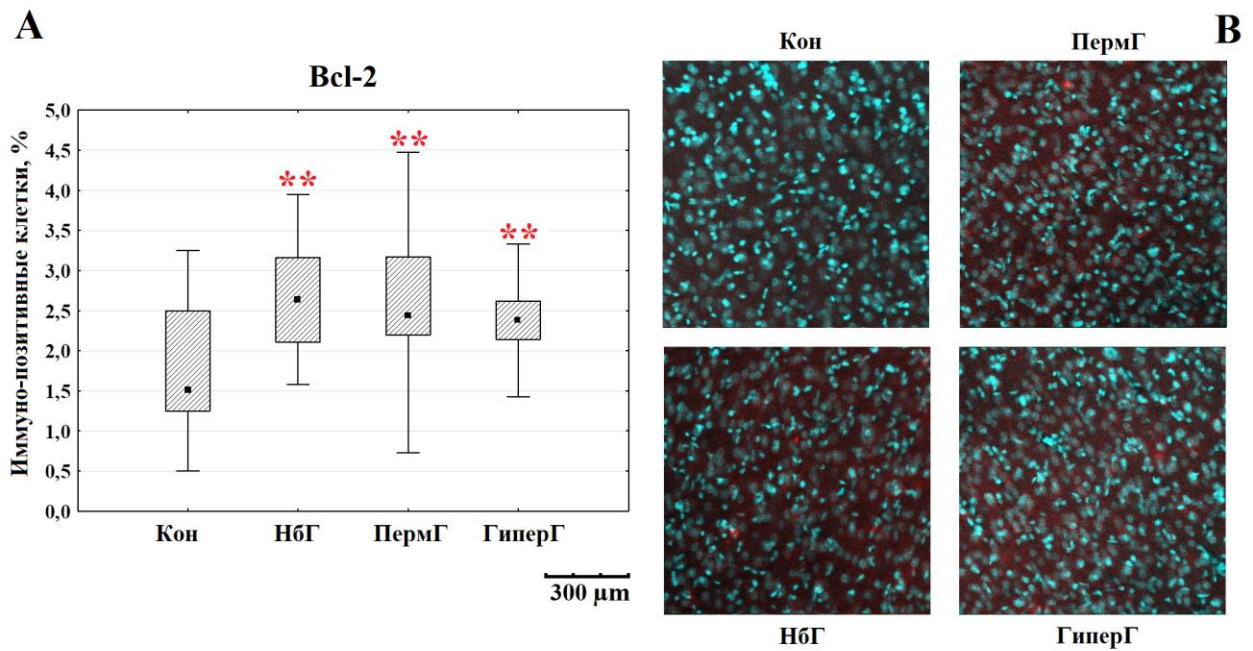 A
Bcl-2
Иммуно-позитивные клетки, %
5,0
4,5
4,0
3,5
3,0
2,5
2,0
1,5
1,0
0,5
0,0
**
**
**
Кон
НбГ
ПермГ
ГиперГ
300 µm
B
Кон
ПермГ
НбГ
ГиперГ